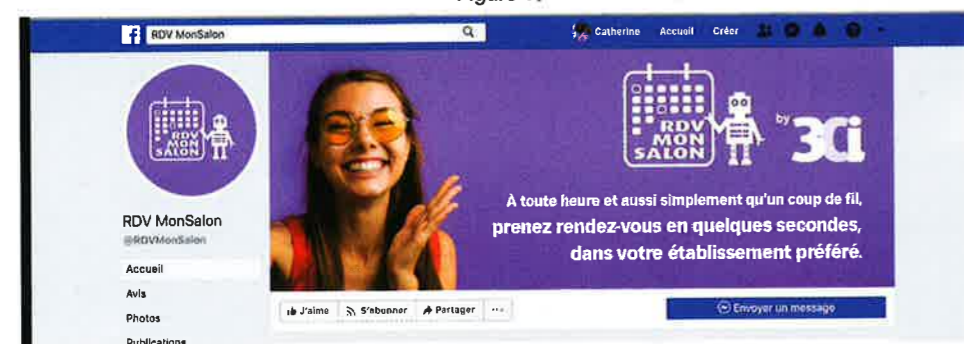 Figure
RDV MonSalon
Catherine Accueil Créer
RDV
MON
SALON
by 3Ci
RDV
MON
SALON
À toute heure et aussi simplement qu'un coup de fil,
prenez rendez-vous en quelques secondes,
dans votre établissement préféré.
RDV MonSalon
@RDVMonSalon
Accueil
Avis
Photos
Publications
J'aime S'abonner Partager ...
Envoyer un message